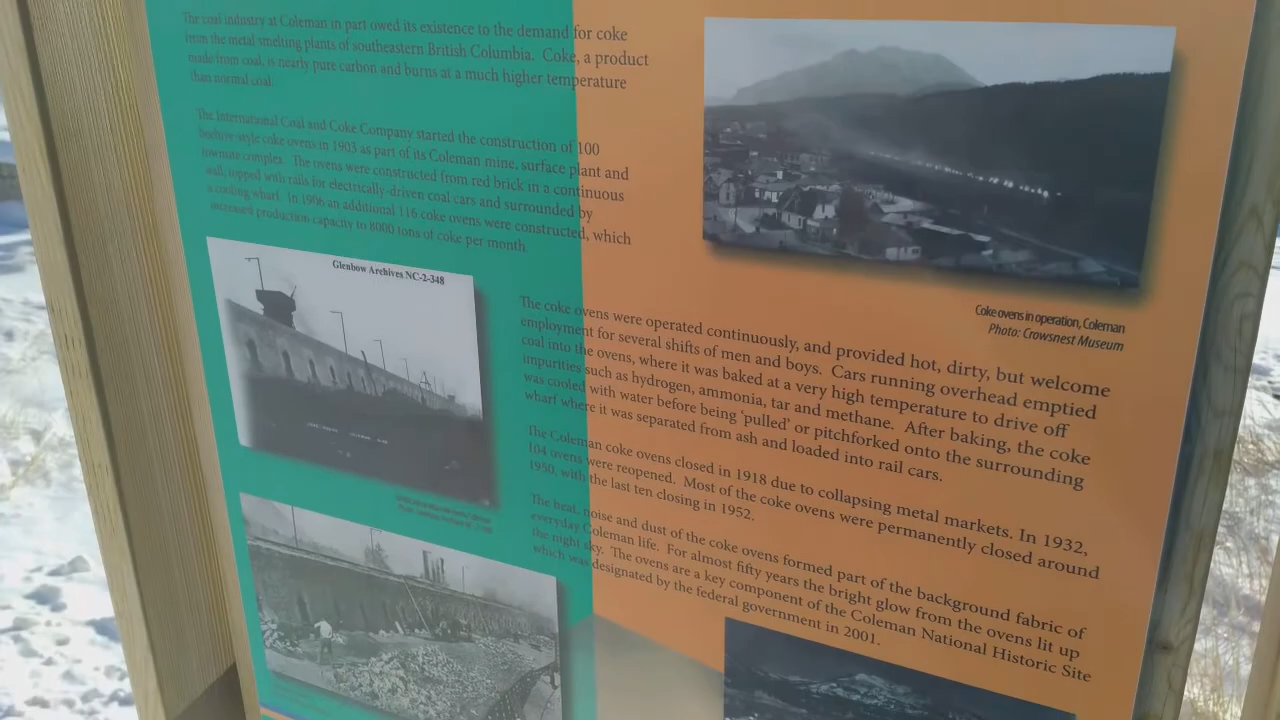 The coal industry at Coleman in part owed its existence to the demand for coke
from the metal smelting plants of southeastern British Columbia. Coke, a product
made from coal, is nearly pure carbon and burns at a much higher temperature
than normal coal.
The International Coal and Coke Company started the construction of 100
beehive-style coke ovens in 1903 as part of its Coleman mine, surface plant and
townsite complex. The ovens were constructed from red brick in a continuous
wall, topped with rails for electrically-driven coal cars and surrounded by
a cooling wharf. In 1906 an additional 116 coke ovens were constructed, which
increased production capacity to 8000 tons of coke per month.
Glenbow Archives NC-2-348
Coke ovens in operation, Coleman
Photo: Crowsnest Museum
The coke ovens were operated continuously, and provided hot, dirty, but welcome
employment for several shifts of men and boys. Cars running overhead emptied
coal into the ovens, where it was baked at a very high temperature to drive off
impurities such as hydrogen, ammonia, tar and methane. After baking, the coke
was cooled with water before being 'pulled' or pitchforked onto the surrounding
wharf where it was separated from ash and loaded into rail cars.
The Coleman coke ovens closed in 1918 due to collapsing metal markets. In 1932,
104 ovens were reopened. Most of the coke ovens were permanently closed around
1950, with the last ten closing in 1952.
The heat, noise and dust of the coke ovens formed part of the background fabric of
everyday Coleman life. For almost fifty years the bright glow from the ovens lit up
the night sky. The ovens are a key component of the Coleman National Historic Site
which was designated by the federal government in 2001.